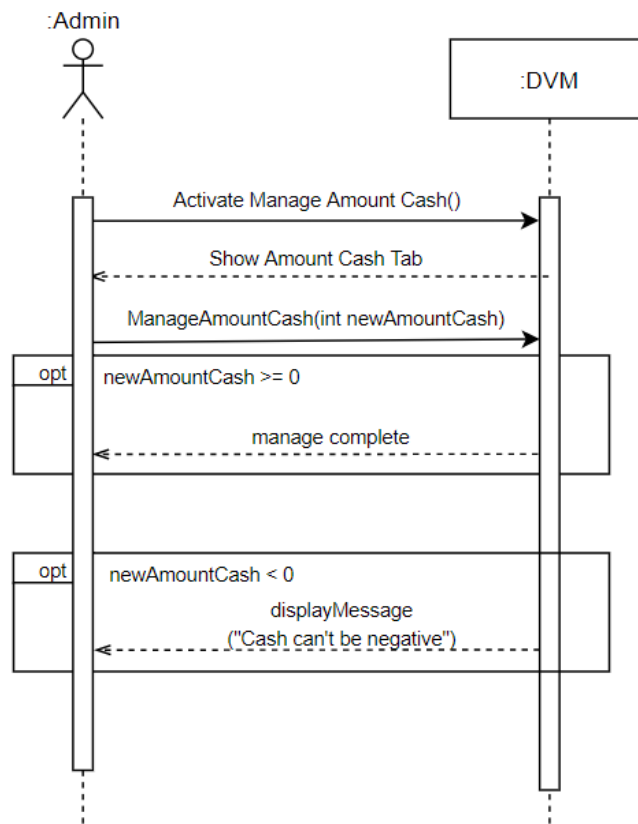 :Admin
:DVM
Activate Manage Amount Cash()
Show Amount Cash Tab
ManageAmountCash(int newAmountCash)
opt
newAmountCash >= 0
manage complete
opt
newAmountCash < 0
displayMessage
("Cash can't be negative")